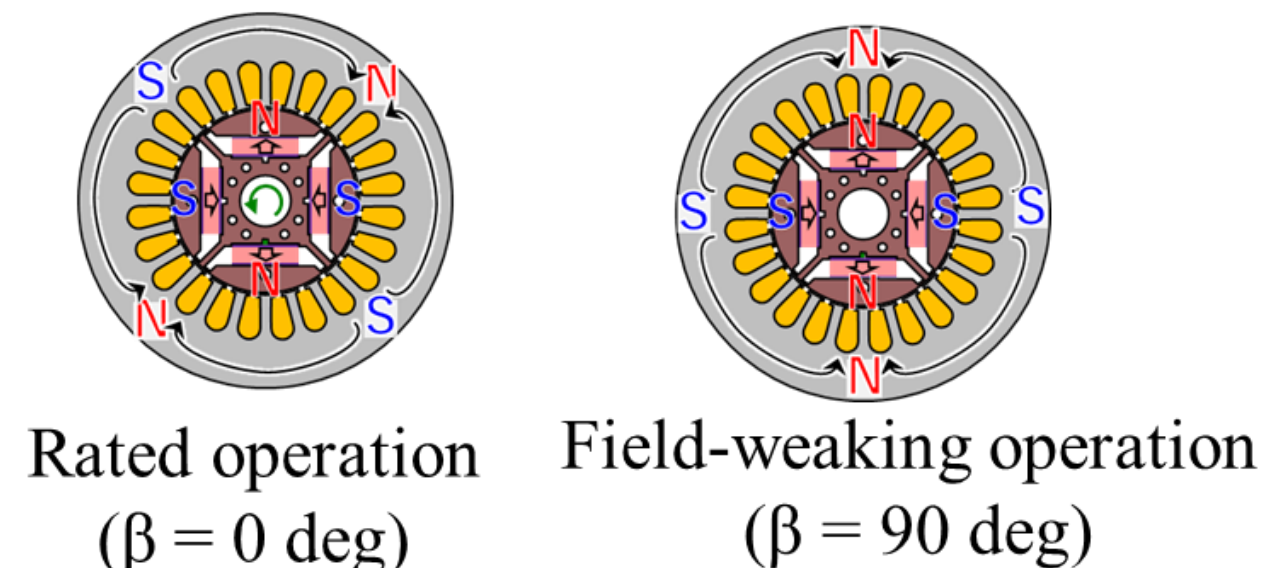 S N
N
S S
N
N S
N
N
S S S S
N
N
Rated operation
(β = 0 deg)
Field-weaking operation
(β = 90 deg)